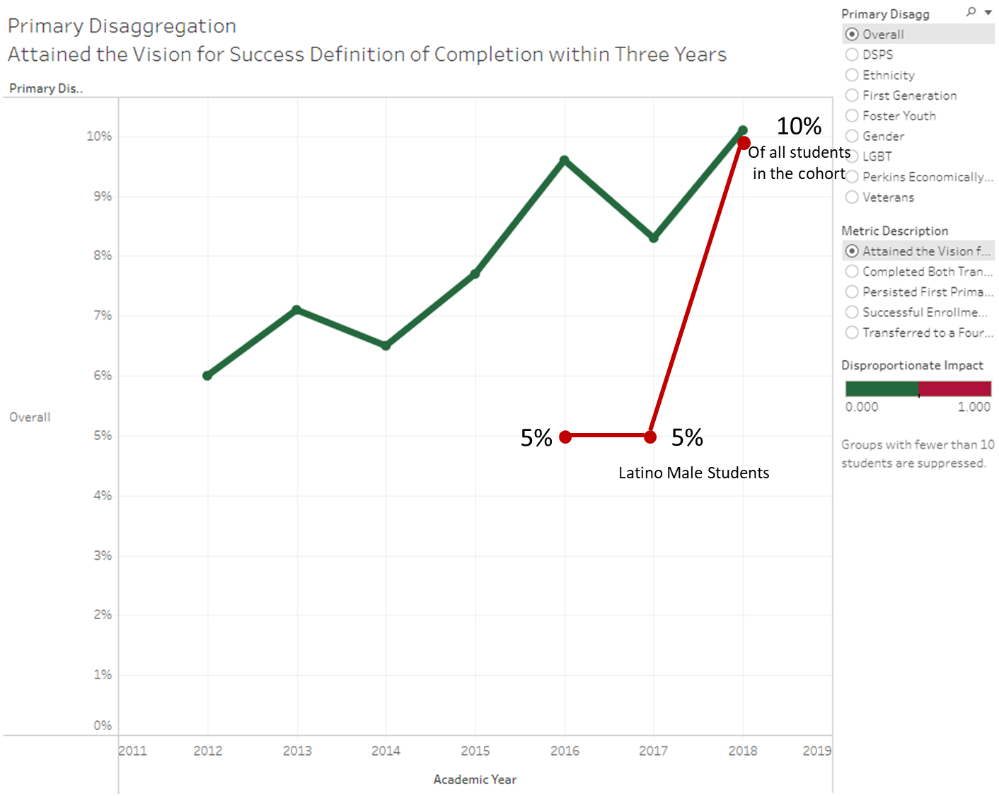 Primary Disaggregation
Attained the Vision for Success Definition of Completion within Three Years
Primary Dis..
10%
9%
8%
7%
6%
5%
4%
3%
2%
1%
0%
Overall
10%
Of all students
in the cohort
5%
5%
Latino Male Students
2011
2012
2013
2014
2015
2016
2017
2018
2019
Academic Year
Primary Disagg
Overall
DSPS
Ethnicity
First Generation
Foster Youth
Gender
LGBT
Perkins Economically...
Veterans
Metric Description
Attained the Vision f...
Completed Both Tran...
Persisted First Prima...
Successful Enrollme...
Transferred to a Four...
Disproportionate Impact
0.000
1.000
Groups with fewer than 10
students are suppressed.